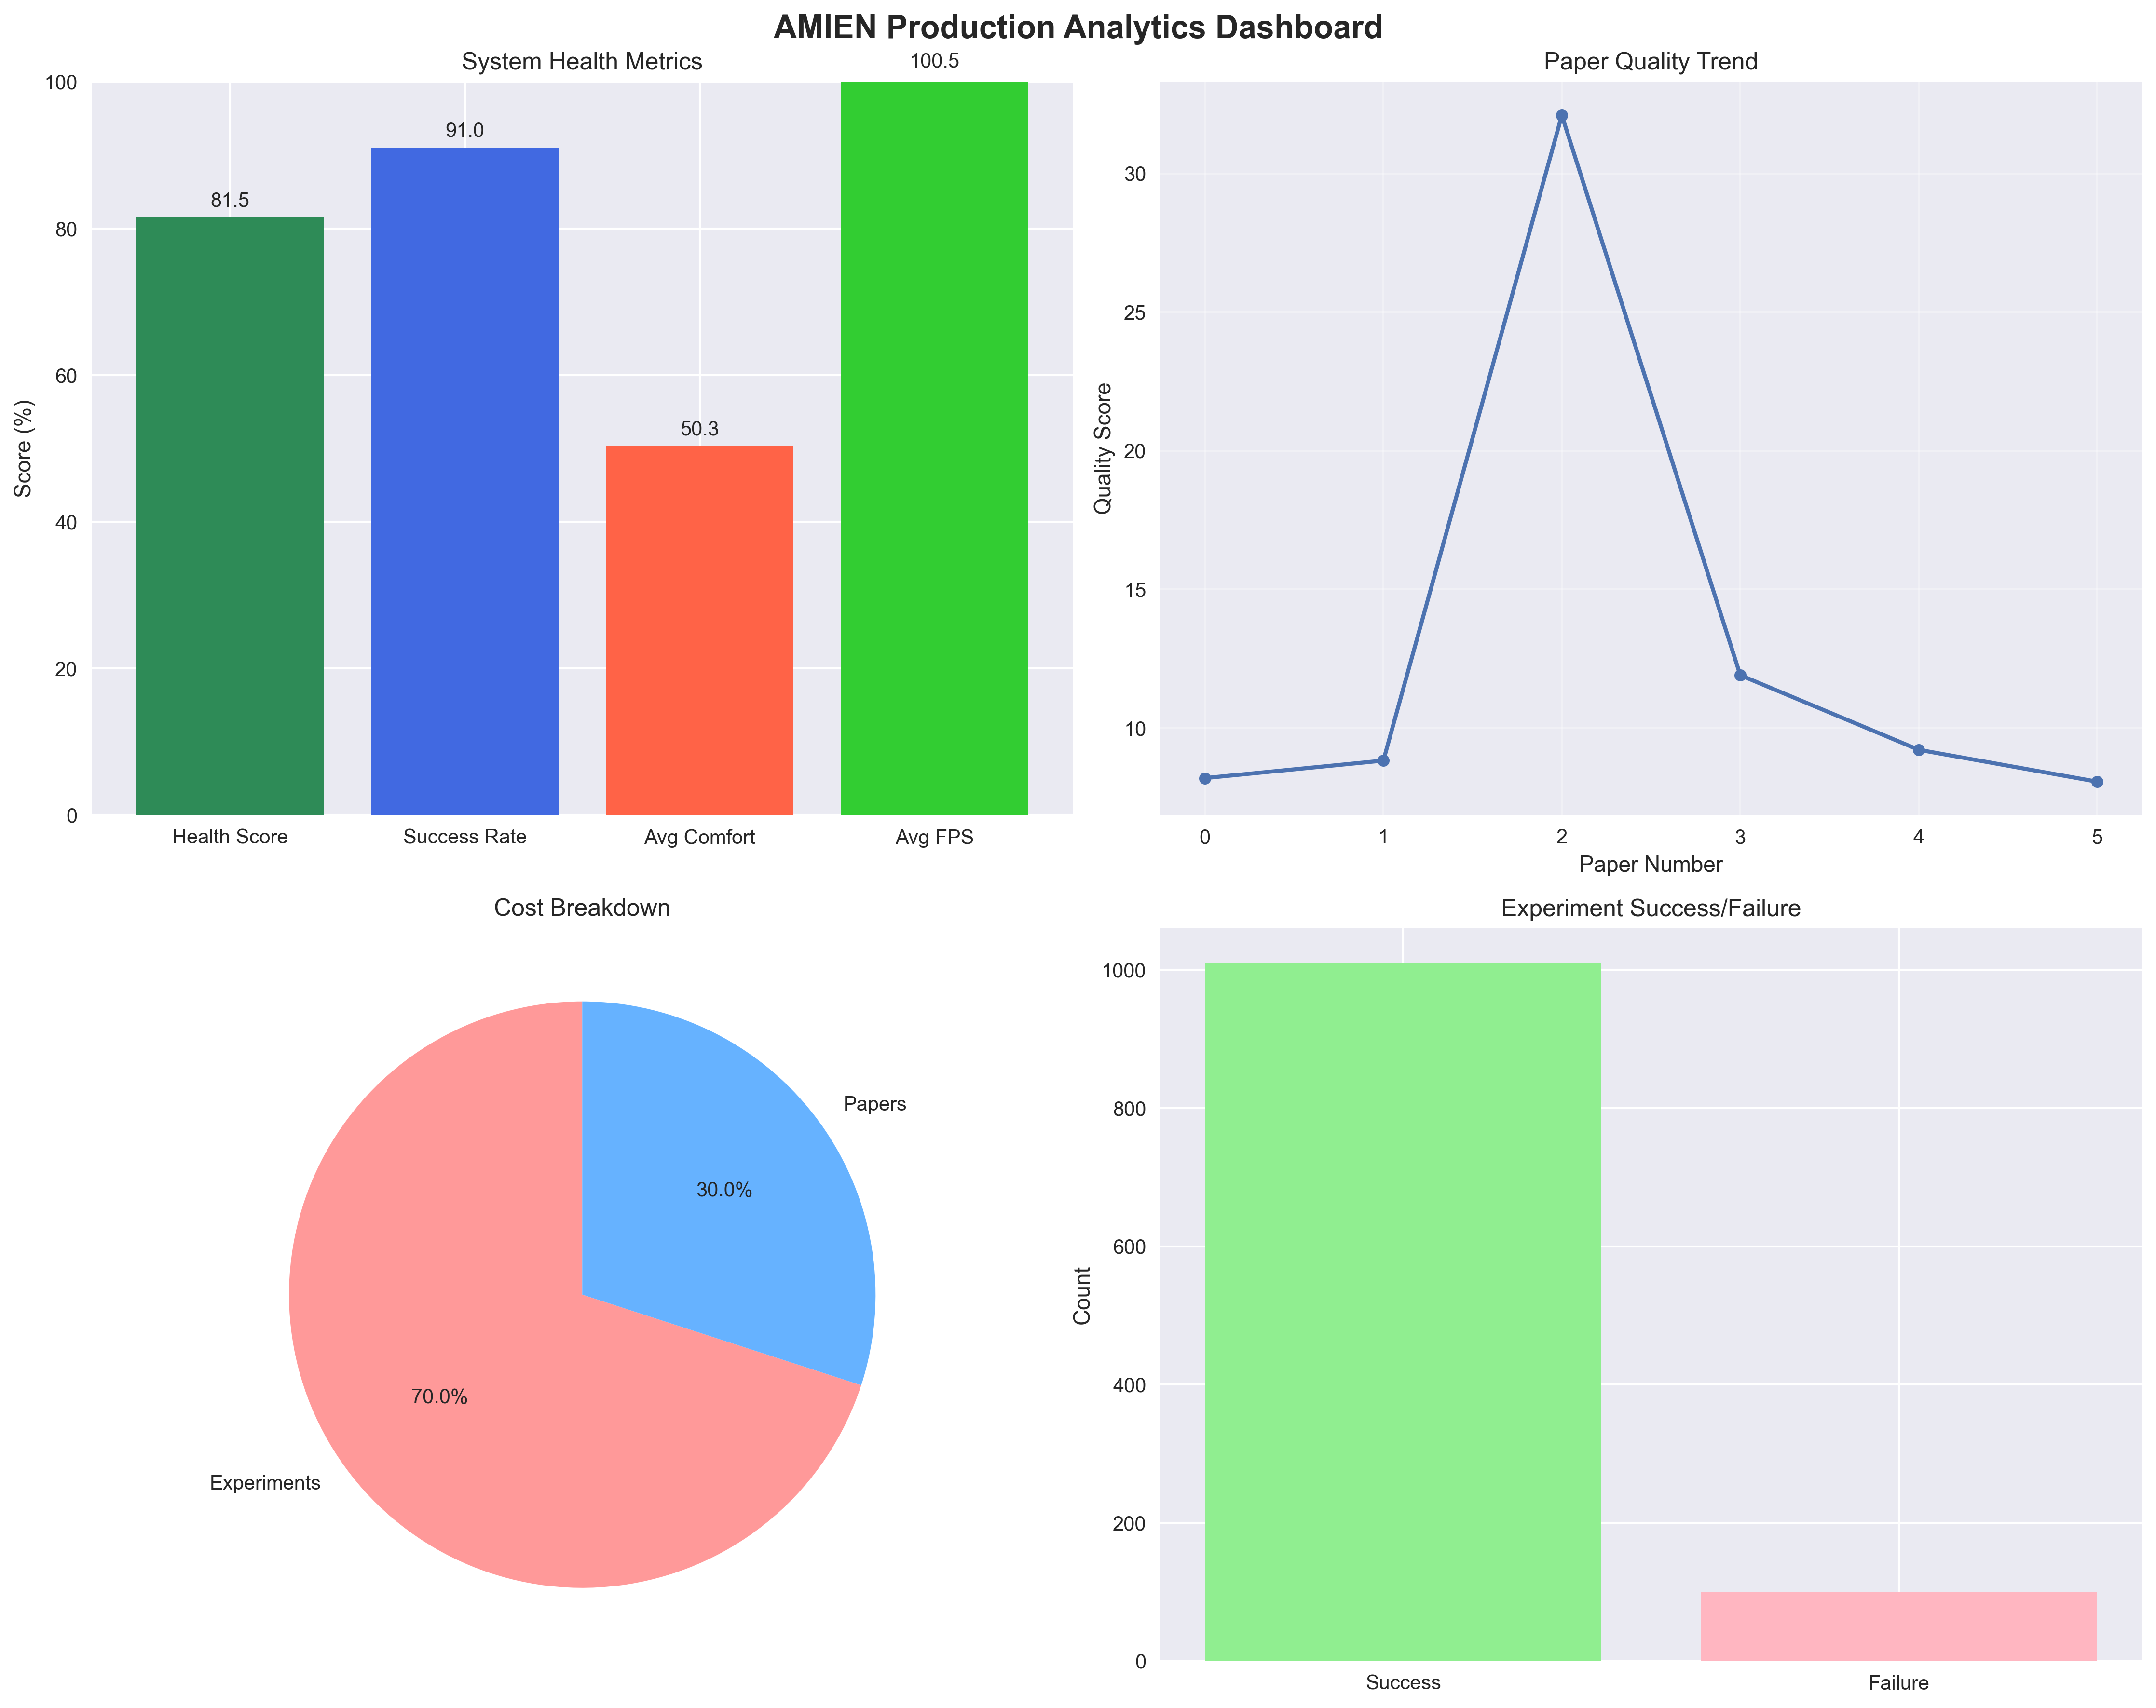 AMIEN Production Analytics Dashboard
System Health Metrics
100.5
100
91.0
81.5
80
60
50.3
40
20
0
Score (%)
Health Score
Success Rate
Avg Comfort
Avg FPS
Paper Quality Trend
30
25
20
15
10
Quality Score
0 1 2 3 4 5
Paper Number
Cost Breakdown
Papers
30.0%
70.0%
Experiments
Experiment Success/Failure
1000
800
600
400
200
0
Count
Success
Failure